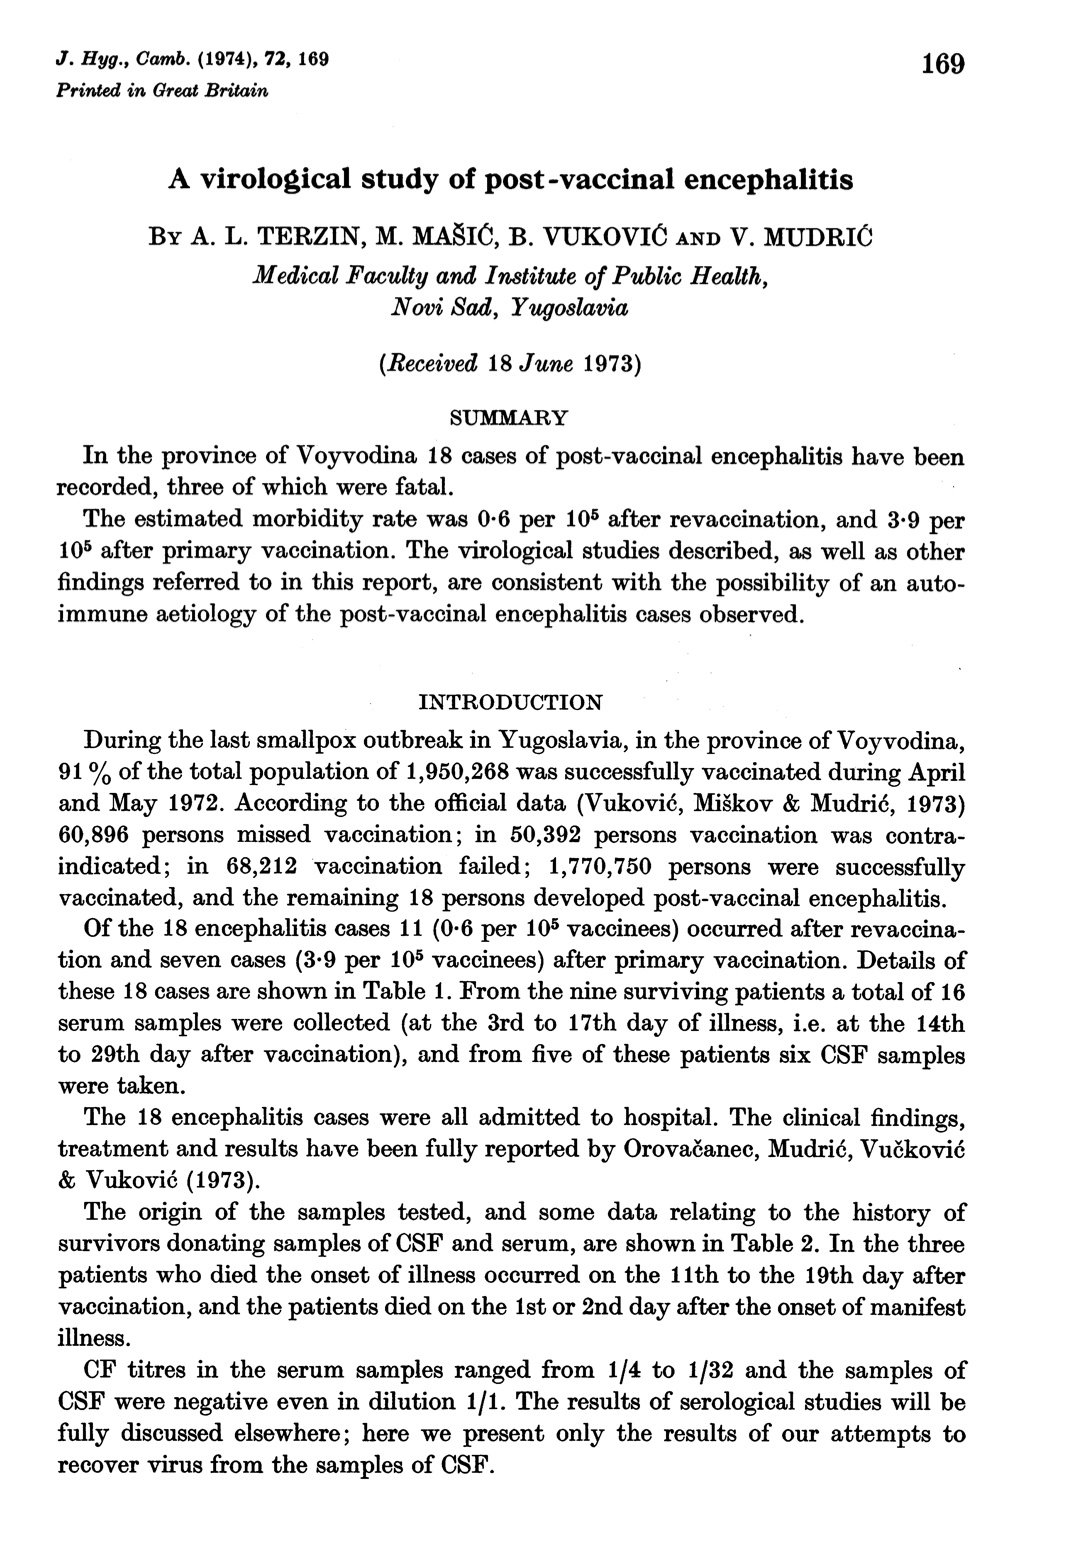 J. Hyg., Camb. (1974), 72, 169
169
Printed in Great Britain
A virological study of post-vaccinal encephalitis
BY A. L. TERZIN, M. MAŠIĆ, B. VUKOVIĆ AND V. MUDRIĆ
Medical Faculty and Institute of Public Health,
Novi Sad, Yugoslavia
(Received 18 June 1973)
SUMMARY
In the province of Voyvodina 18 cases of post-vaccinal encephalitis have been
recorded, three of which were fatal.
The estimated morbidity rate was 0·6 per 10⁵ after revaccination, and 3·9 per
10⁵ after primary vaccination. The virological studies described, as well as other
findings referred to in this report, are consistent with the possibility of an auto-
immune aetiology of the post-vaccinal encephalitis cases observed.
INTRODUCTION
During the last smallpox outbreak in Yugoslavia, in the province of Voyvodina,
91 % of the total population of 1,950,268 was successfully vaccinated during April
and May 1972. According to the official data (Vuković, Miškov & Mudrić, 1973)
60,896 persons missed vaccination; in 50,392 persons vaccination was contra-
indicated; in 68,212 vaccination failed; 1,770,750 persons were successfully
vaccinated, and the remaining 18 persons developed post-vaccinal encephalitis.
Of the 18 encephalitis cases 11 (0·6 per 10⁵ vaccinees) occurred after revaccina-
tion and seven cases (3·9 per 10⁵ vaccinees) after primary vaccination. Details of
these 18 cases are shown in Table 1. From the nine surviving patients a total of 16
serum samples were collected (at the 3rd to 17th day of illness, i.e. at the 14th
to 29th day after vaccination), and from five of these patients six CSF samples
were taken.
The 18 encephalitis cases were all admitted to hospital. The clinical findings,
treatment and results have been fully reported by Orovačanec, Mudrić, Vučković
& Vuković (1973).
The origin of the samples tested, and some data relating to the history of
survivors donating samples of CSF and serum, are shown in Table 2. In the three
patients who died the onset of illness occurred on the 11th to the 19th day after
vaccination, and the patients died on the 1st or 2nd day after the onset of manifest
illness.
CF titres in the serum samples ranged from 1/4 to 1/32 and the samples of
CSF were negative even in dilution 1/1. The results of serological studies will be
fully discussed elsewhere; here we present only the results of our attempts to
recover virus from the samples of CSF.